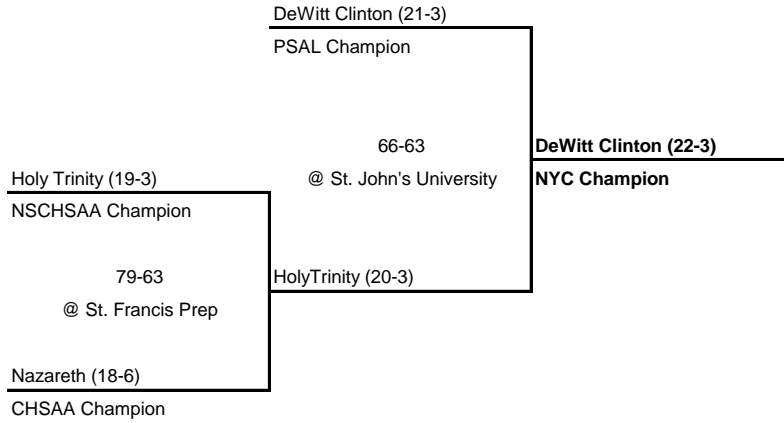 DeWitt Clinton (21-3)
PSAL Champion
66-63
DeWitt Clinton (22-3)
Holy Trinity (19-3)
@ St. John's University
NYC Champion
NSCHSAA Champion
79-63
HolyTrinity (20-3)
@ St. Francis Prep
Nazareth (18-6)
CHSAA Champion